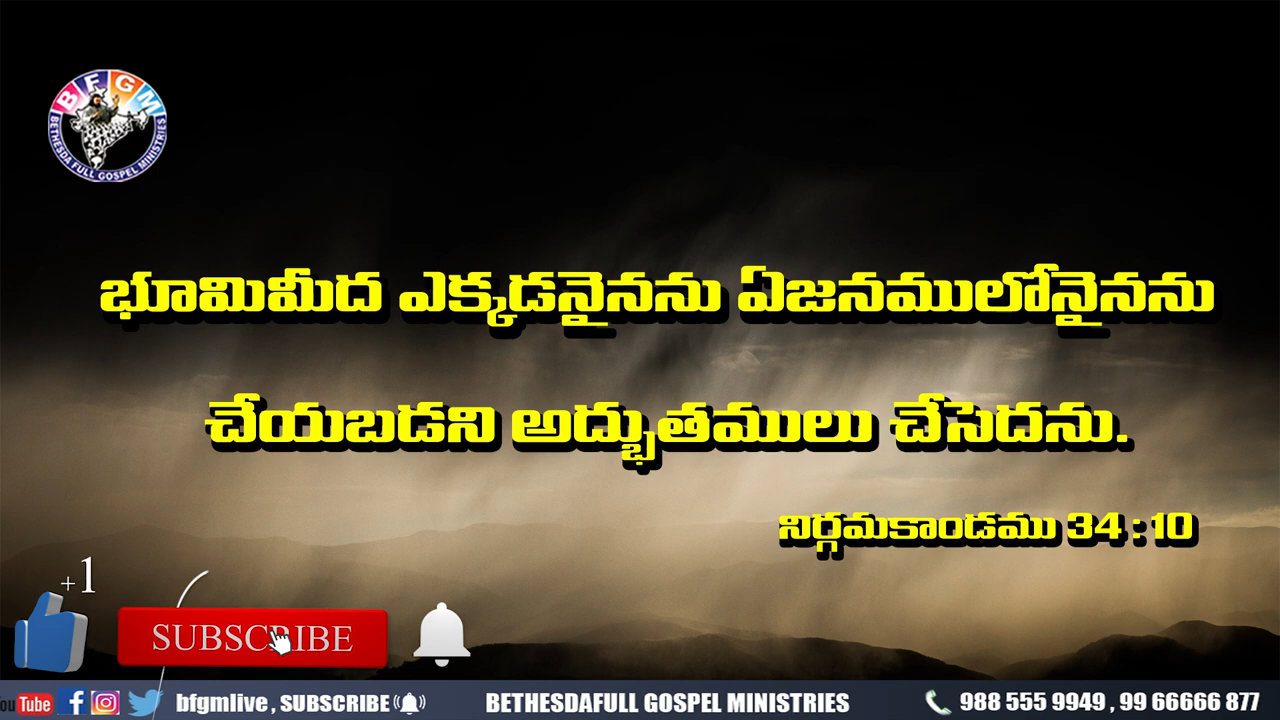 BFGM
BETHESDA FULL GOSPEL MINISTRIES
భూమిమీద ఎక్కడనైనను ఏజనములోనైనను
చేయబడని అద్భుతములు చేసెదను.
నిర్గమకాండము 34 : 10
+1
SUBSCRIBE
ou Tube bfgmlive , SUBSCRIBE BETHESDAFULL GOSPEL MINISTRIES 988 555 9949 , 99 66666 877